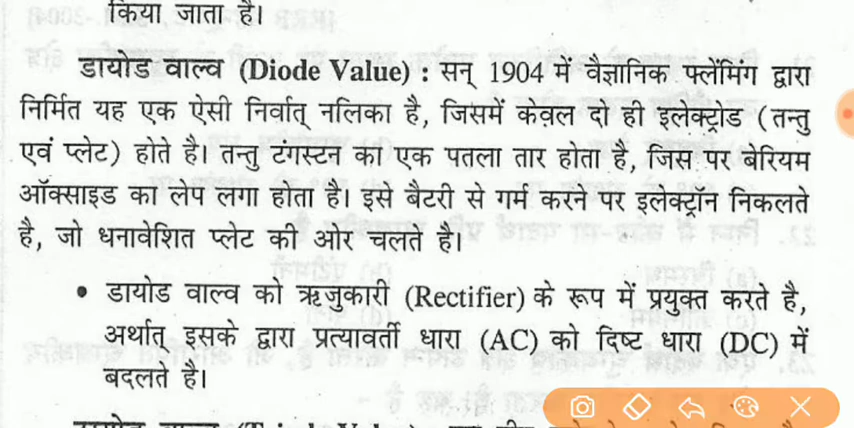 किया जाता है।
डायोड वाल्व (Diode Value) : सन् 1904 में वैज्ञानिक फ्लेंमिंग द्वारा
निर्मित यह एक ऐसी निर्वात् नलिका है, जिसमें केवल दो ही इलेक्ट्रोड (तन्तु
एवं प्लेट) होते है। तन्तु टंगस्टन का एक पतला तार होता है, जिस पर बेरियम
ऑक्साइड का लेप लगा होता है। इसे बैटरी से गर्म करने पर इलेक्ट्रॉन निकलते
है, जो धनावेशित प्लेट की ओर चलते है।
• डायोड वाल्व को ऋजुकारी (Rectifier) के रूप में प्रयुक्त करते है,
अर्थात् इसके द्वारा प्रत्यावर्ती धारा (AC) को दिष्ट धारा (DC) में
बदलते है।